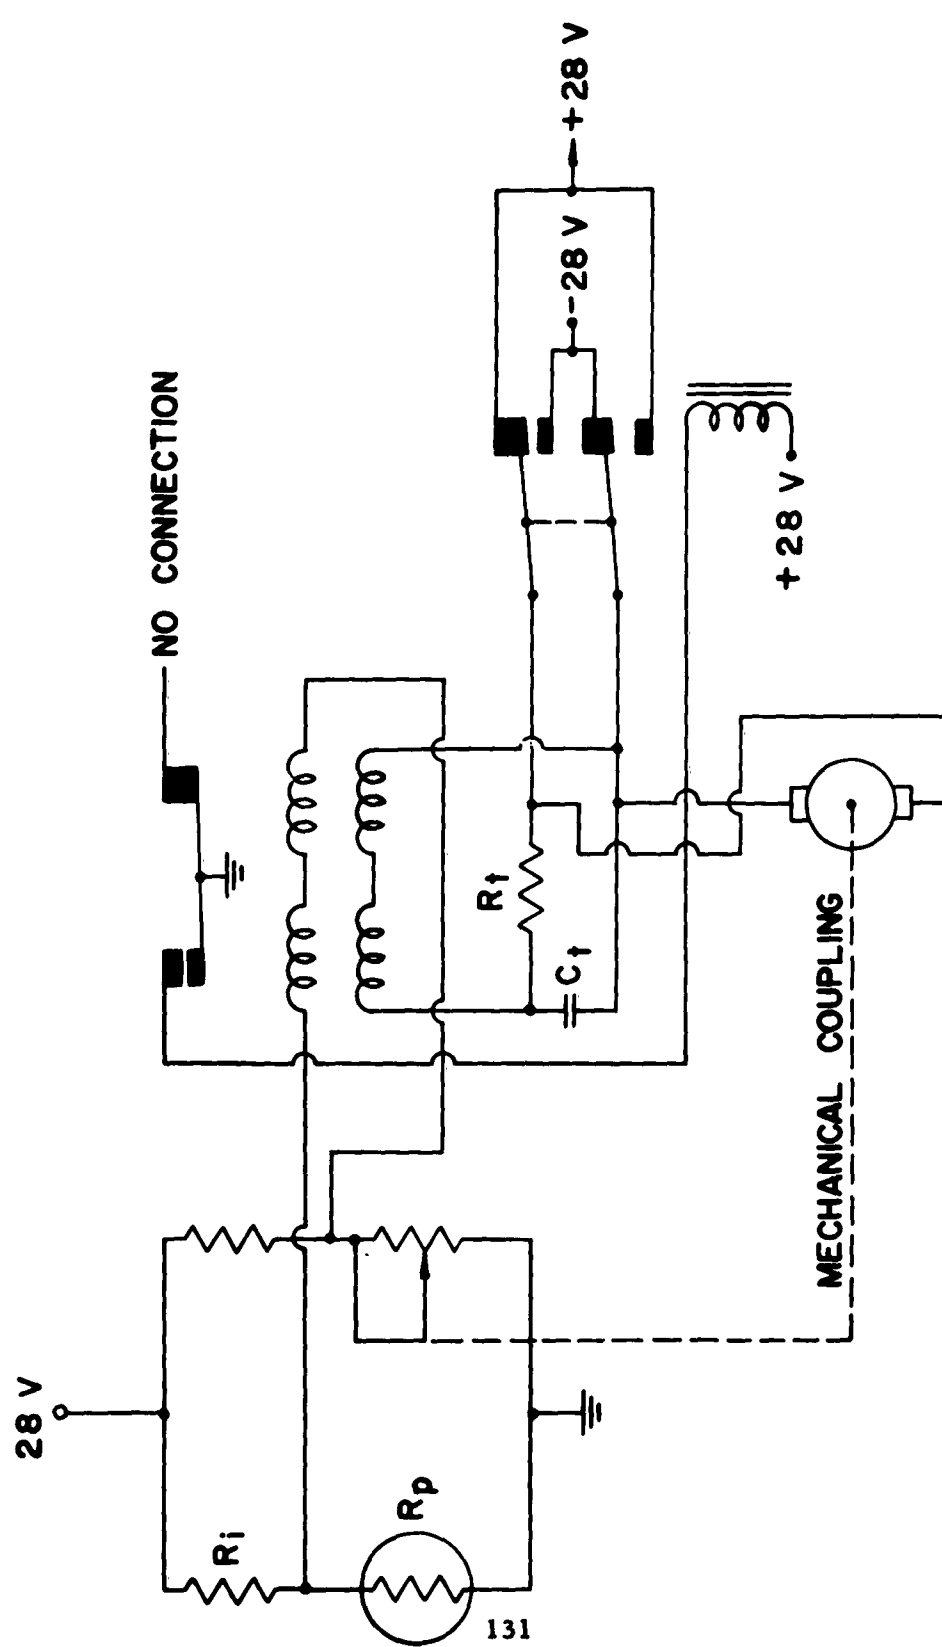 28 V
Ri
Rp
NO CONNECTION
Rt
Ct
MECHANICAL COUPLING
-28 V
+28 V
+28 V
131